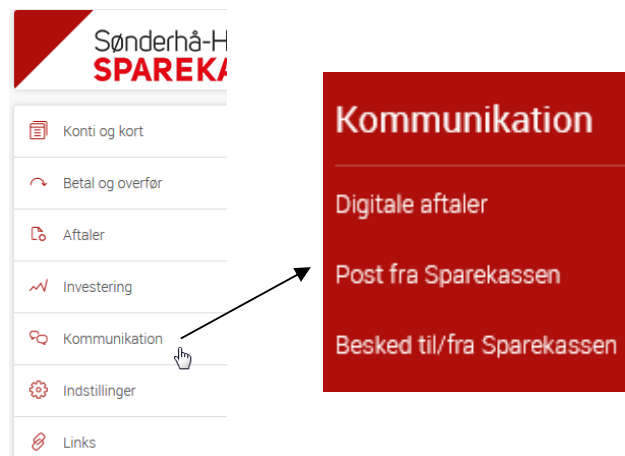 Sønderhå-H
SPAREKA
Konti og kort
Betal og overfør
Aftaler
Investering
Kommunikation
Indstillinger
Links
Kommunikation
Digitale aftaler
Post fra Sparekassen
Besked til/fra Sparekassen